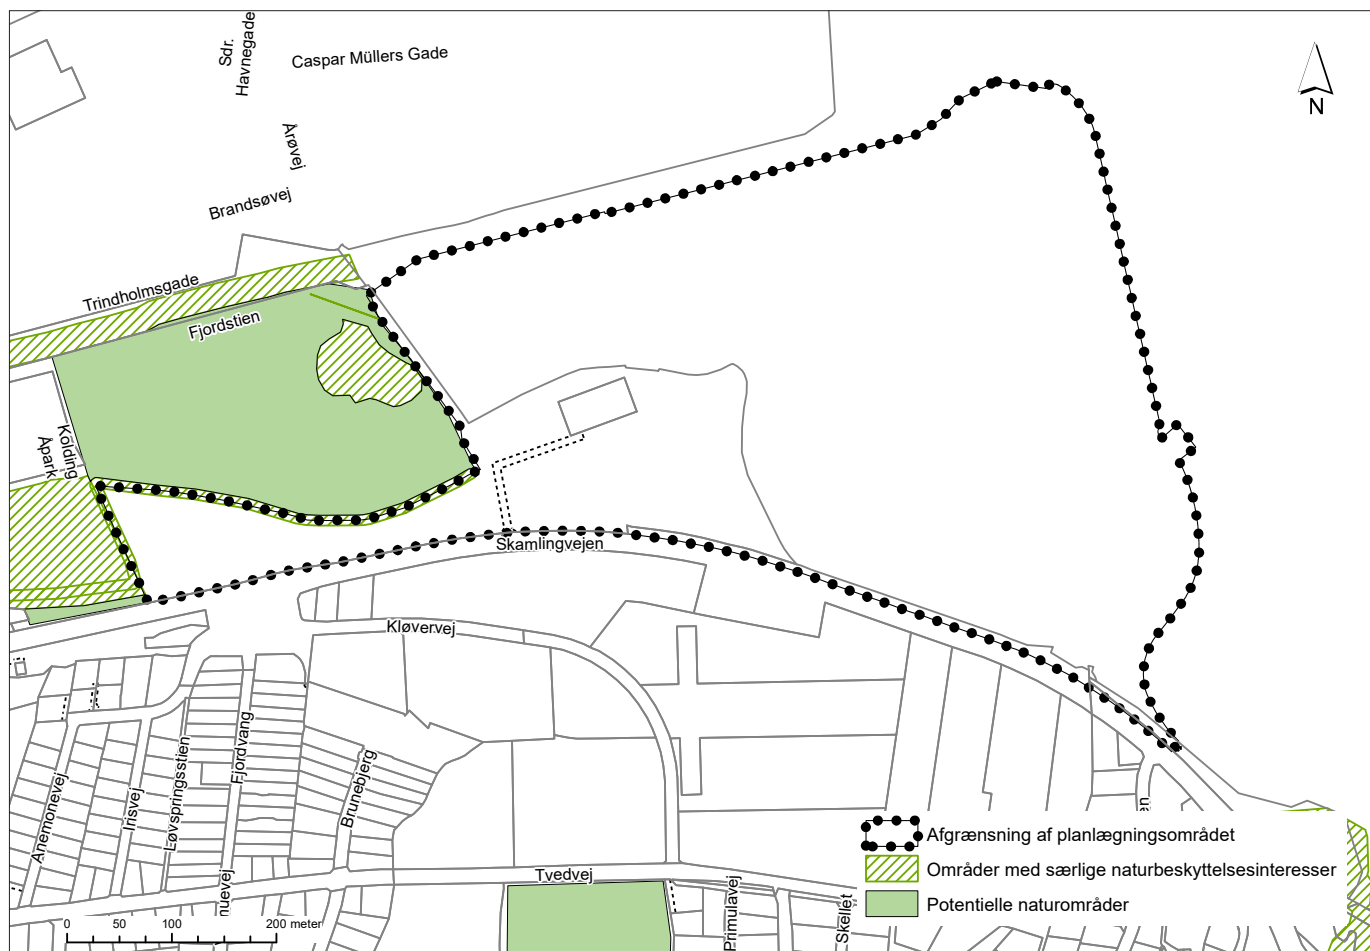 Sdr.
Havnegade
Caspar Müllers Gade
Årøvej
Brandsøvej
N
Trindholmsgade
Fjordstien
Kolding
Åpark
Skamlingvejen
Kløvervej
Anemonevej
Irisvej
Løvspringsstien
Fjordvang
Brunebjerg
Tvedvej
Primulavej
Skellet
Afgrænsning af planlægningsområdet
Områder med særlige naturbeskyttelsesinteresser
Potentielle naturområder
0 50 100 200 meter